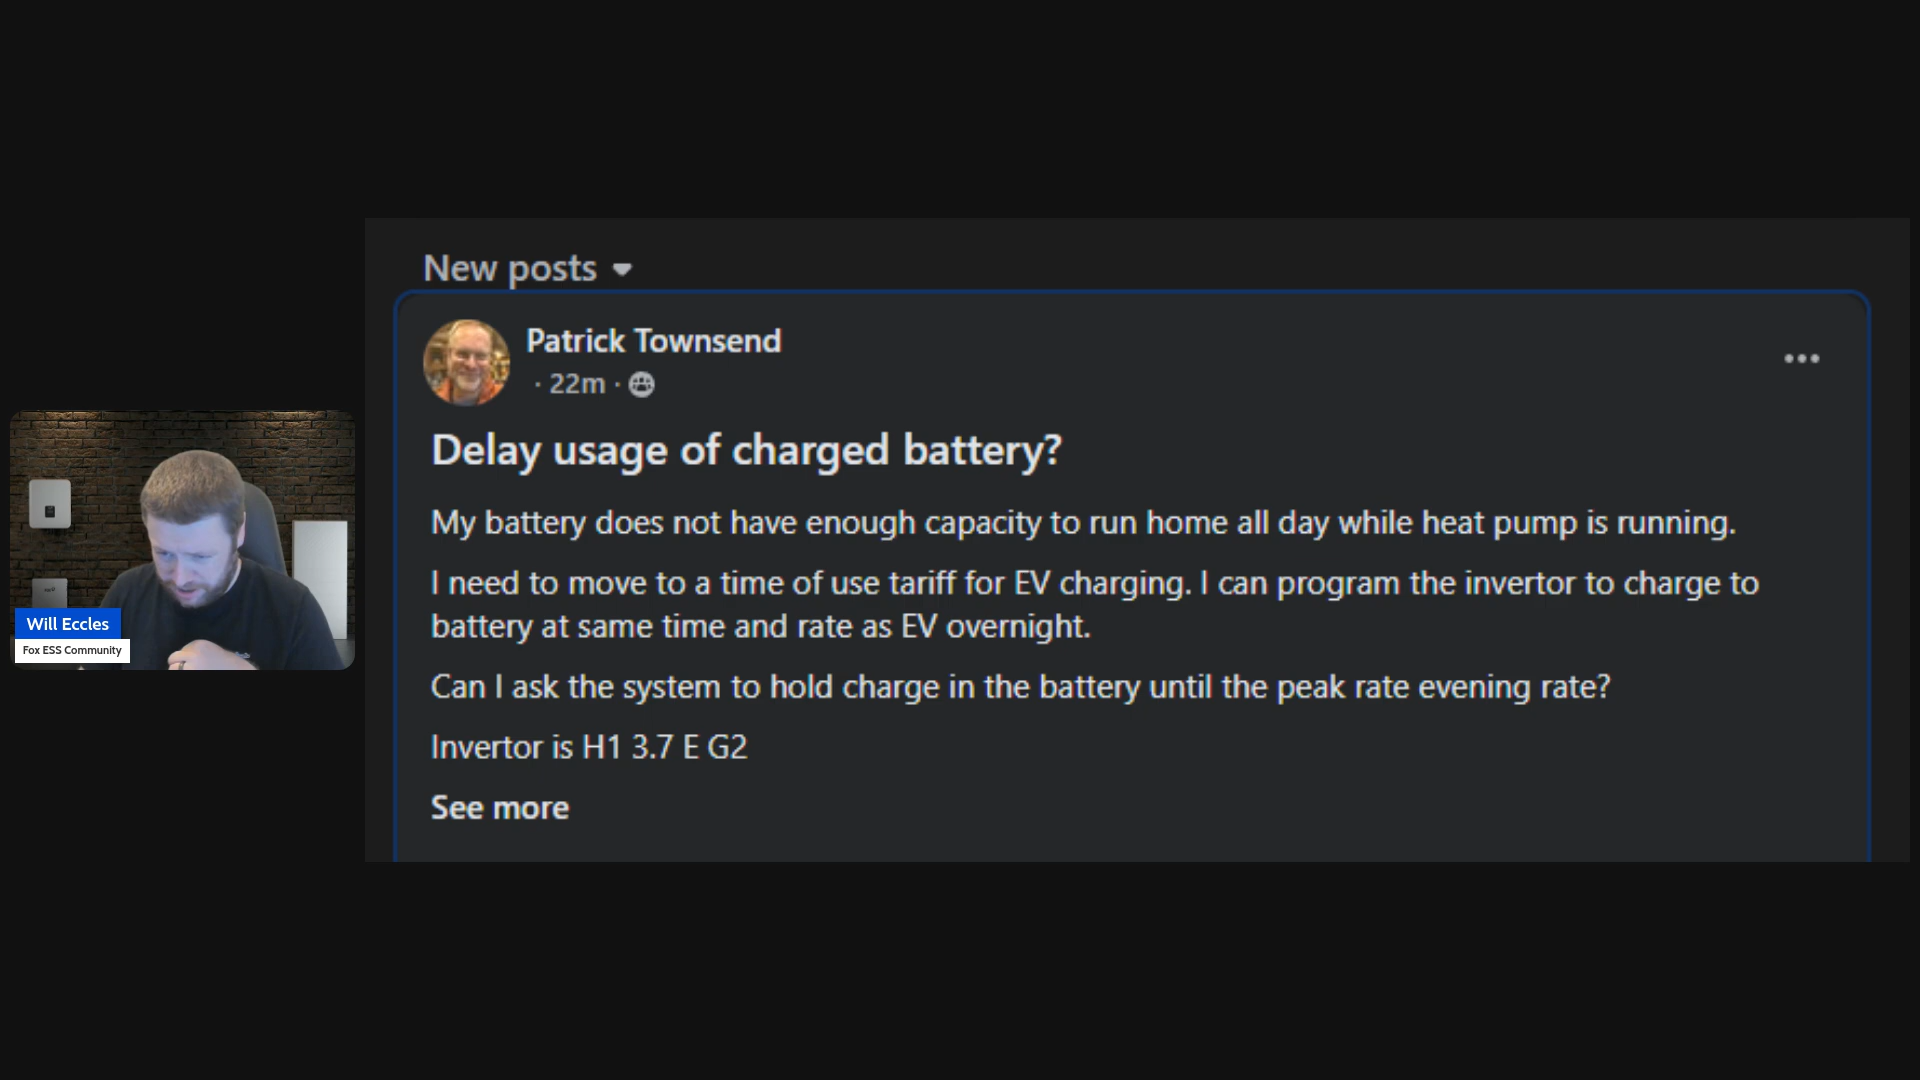 New posts
Patrick Townsend
· 22m ·
Delay usage of charged battery?
My battery does not have enough capacity to run home all day while heat pump is running.
I need to move to a time of use tariff for EV charging. I can program the invertor to charge to
battery at same time and rate as EV overnight.
Can I ask the system to hold charge in the battery until the peak rate evening rate?
Invertor is H1 3.7 E G2
See more
Will Eccles
Fox ESS Community